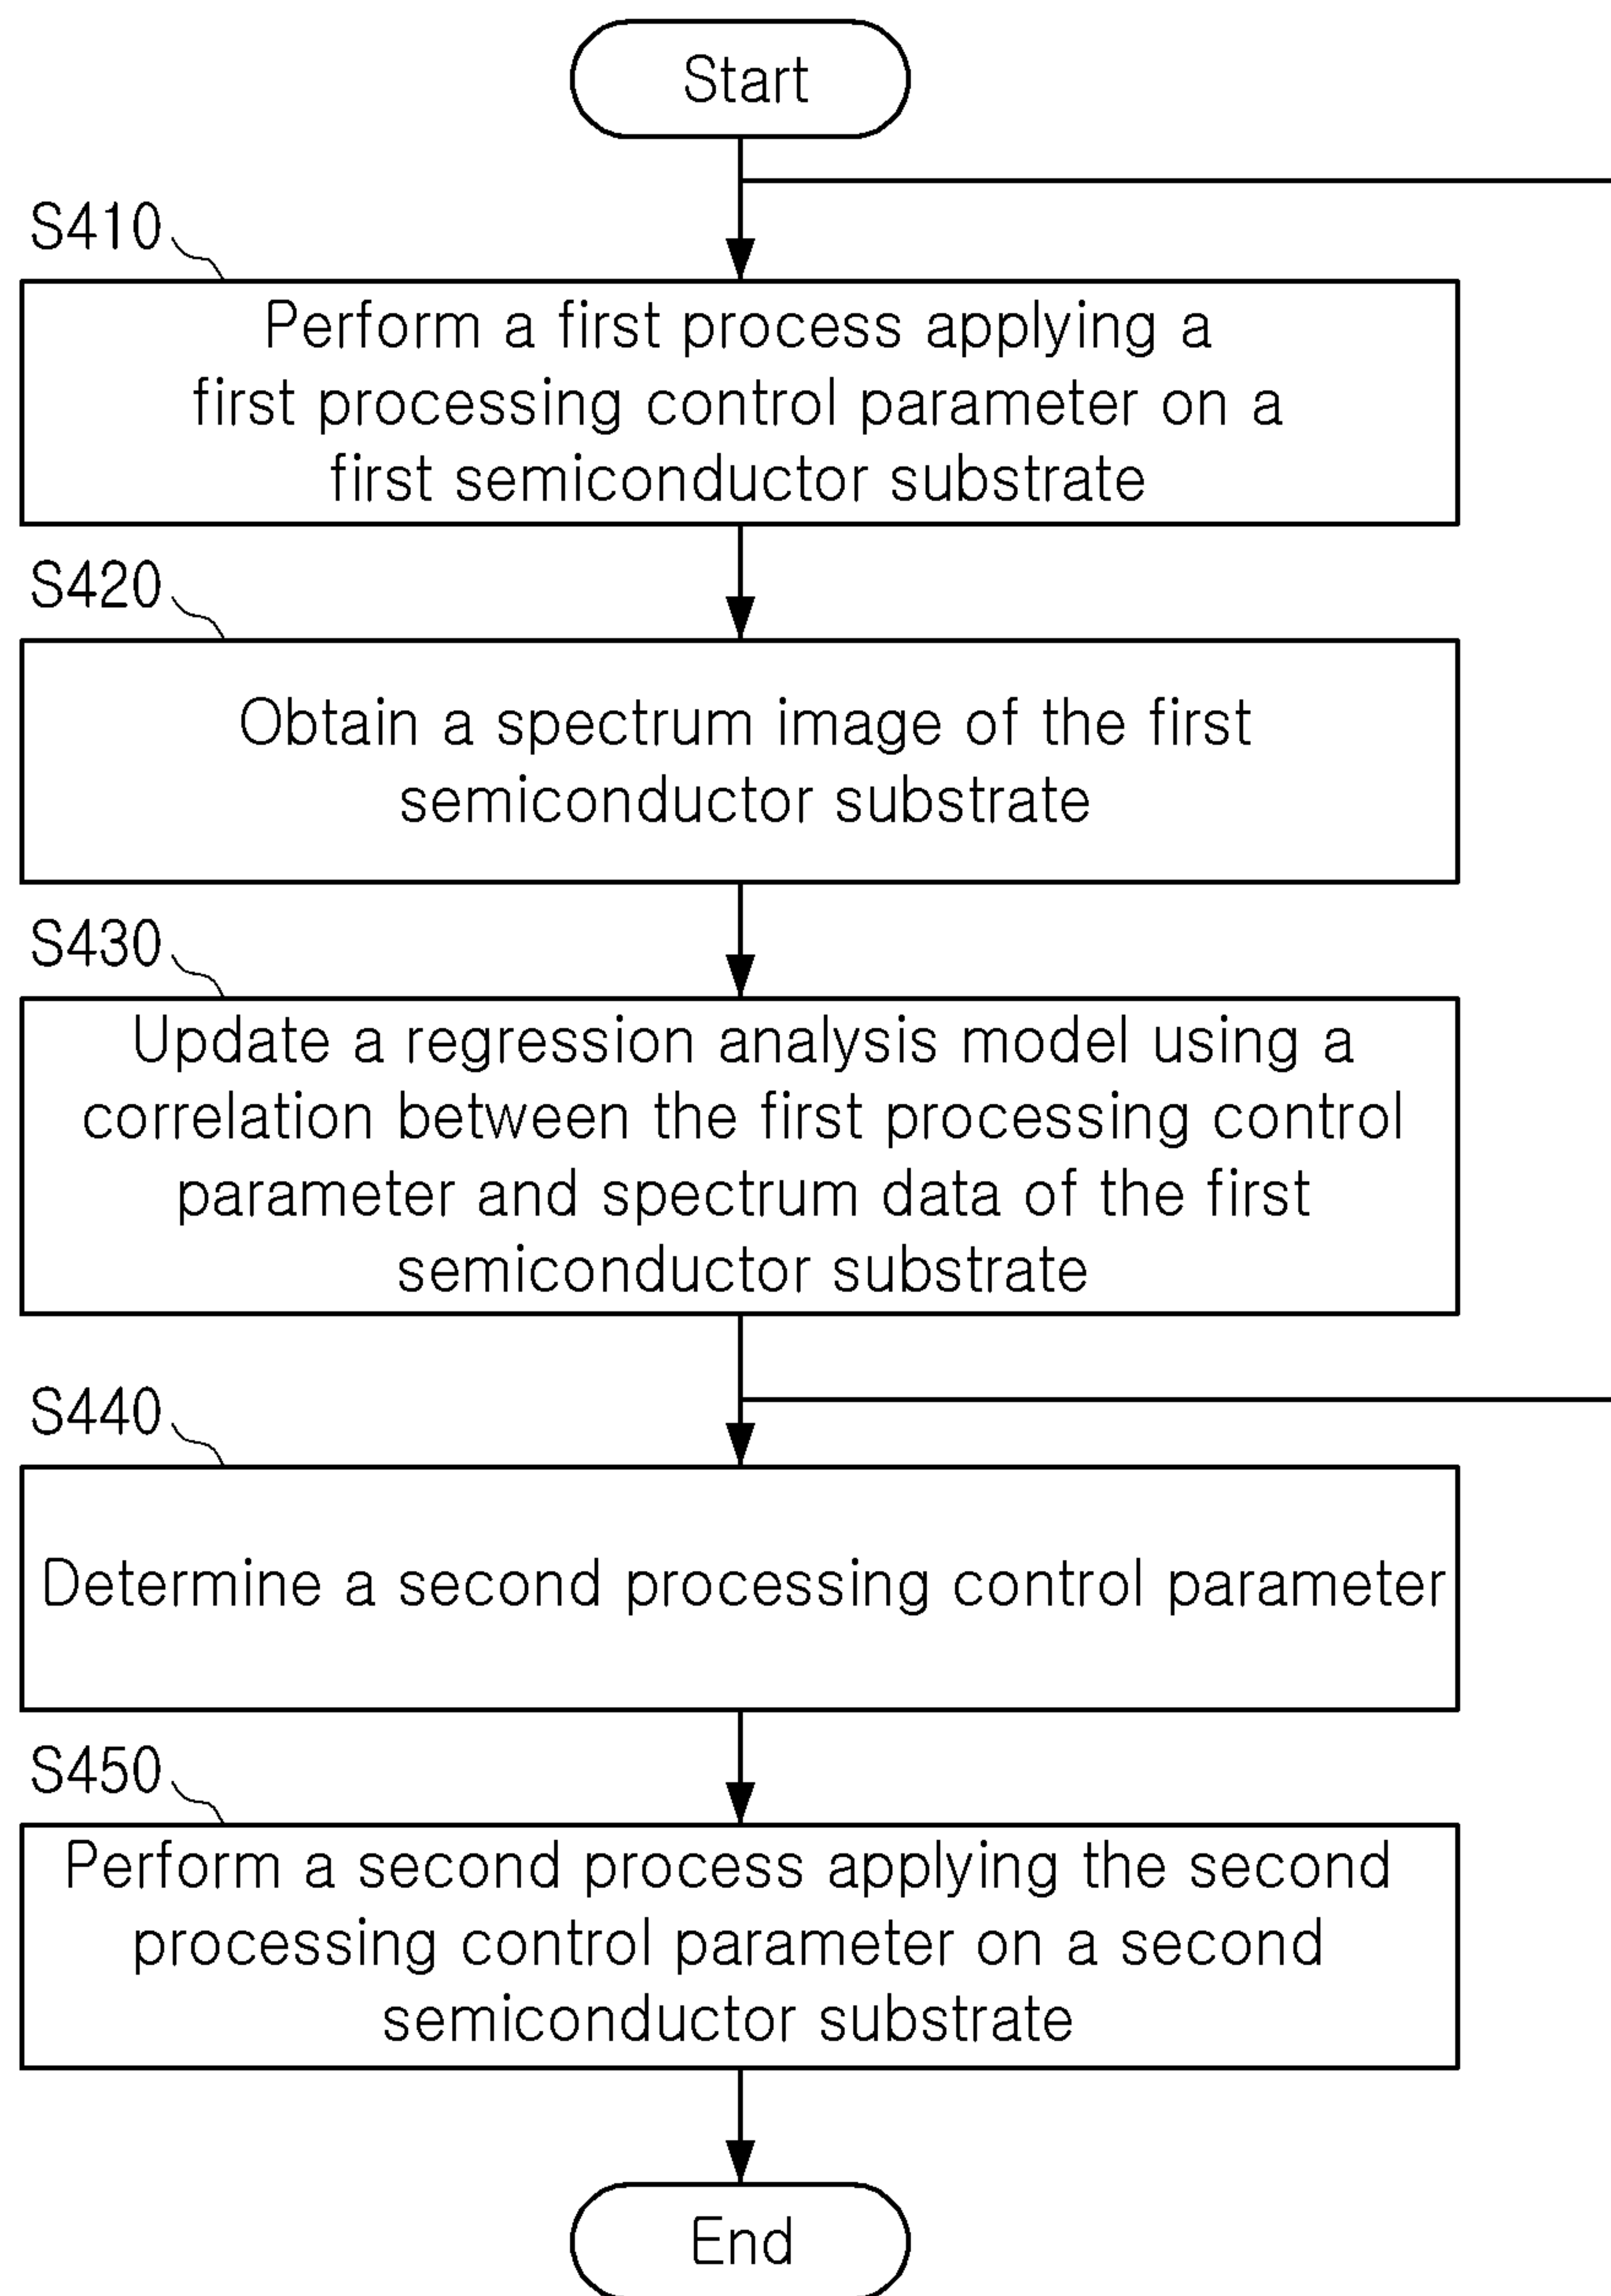 Start
S410
Perform a first process applying a
first processing control parameter on a
first semiconductor substrate
S420
Obtain a spectrum image of the first
semiconductor substrate
S430
Update a regression analysis model using a
correlation between the first processing control
parameter and spectrum data of the first
semiconductor substrate
S440
Determine a second processing control parameter
S450
Perform a second process applying the second
processing control parameter on a second
semiconductor substrate
End